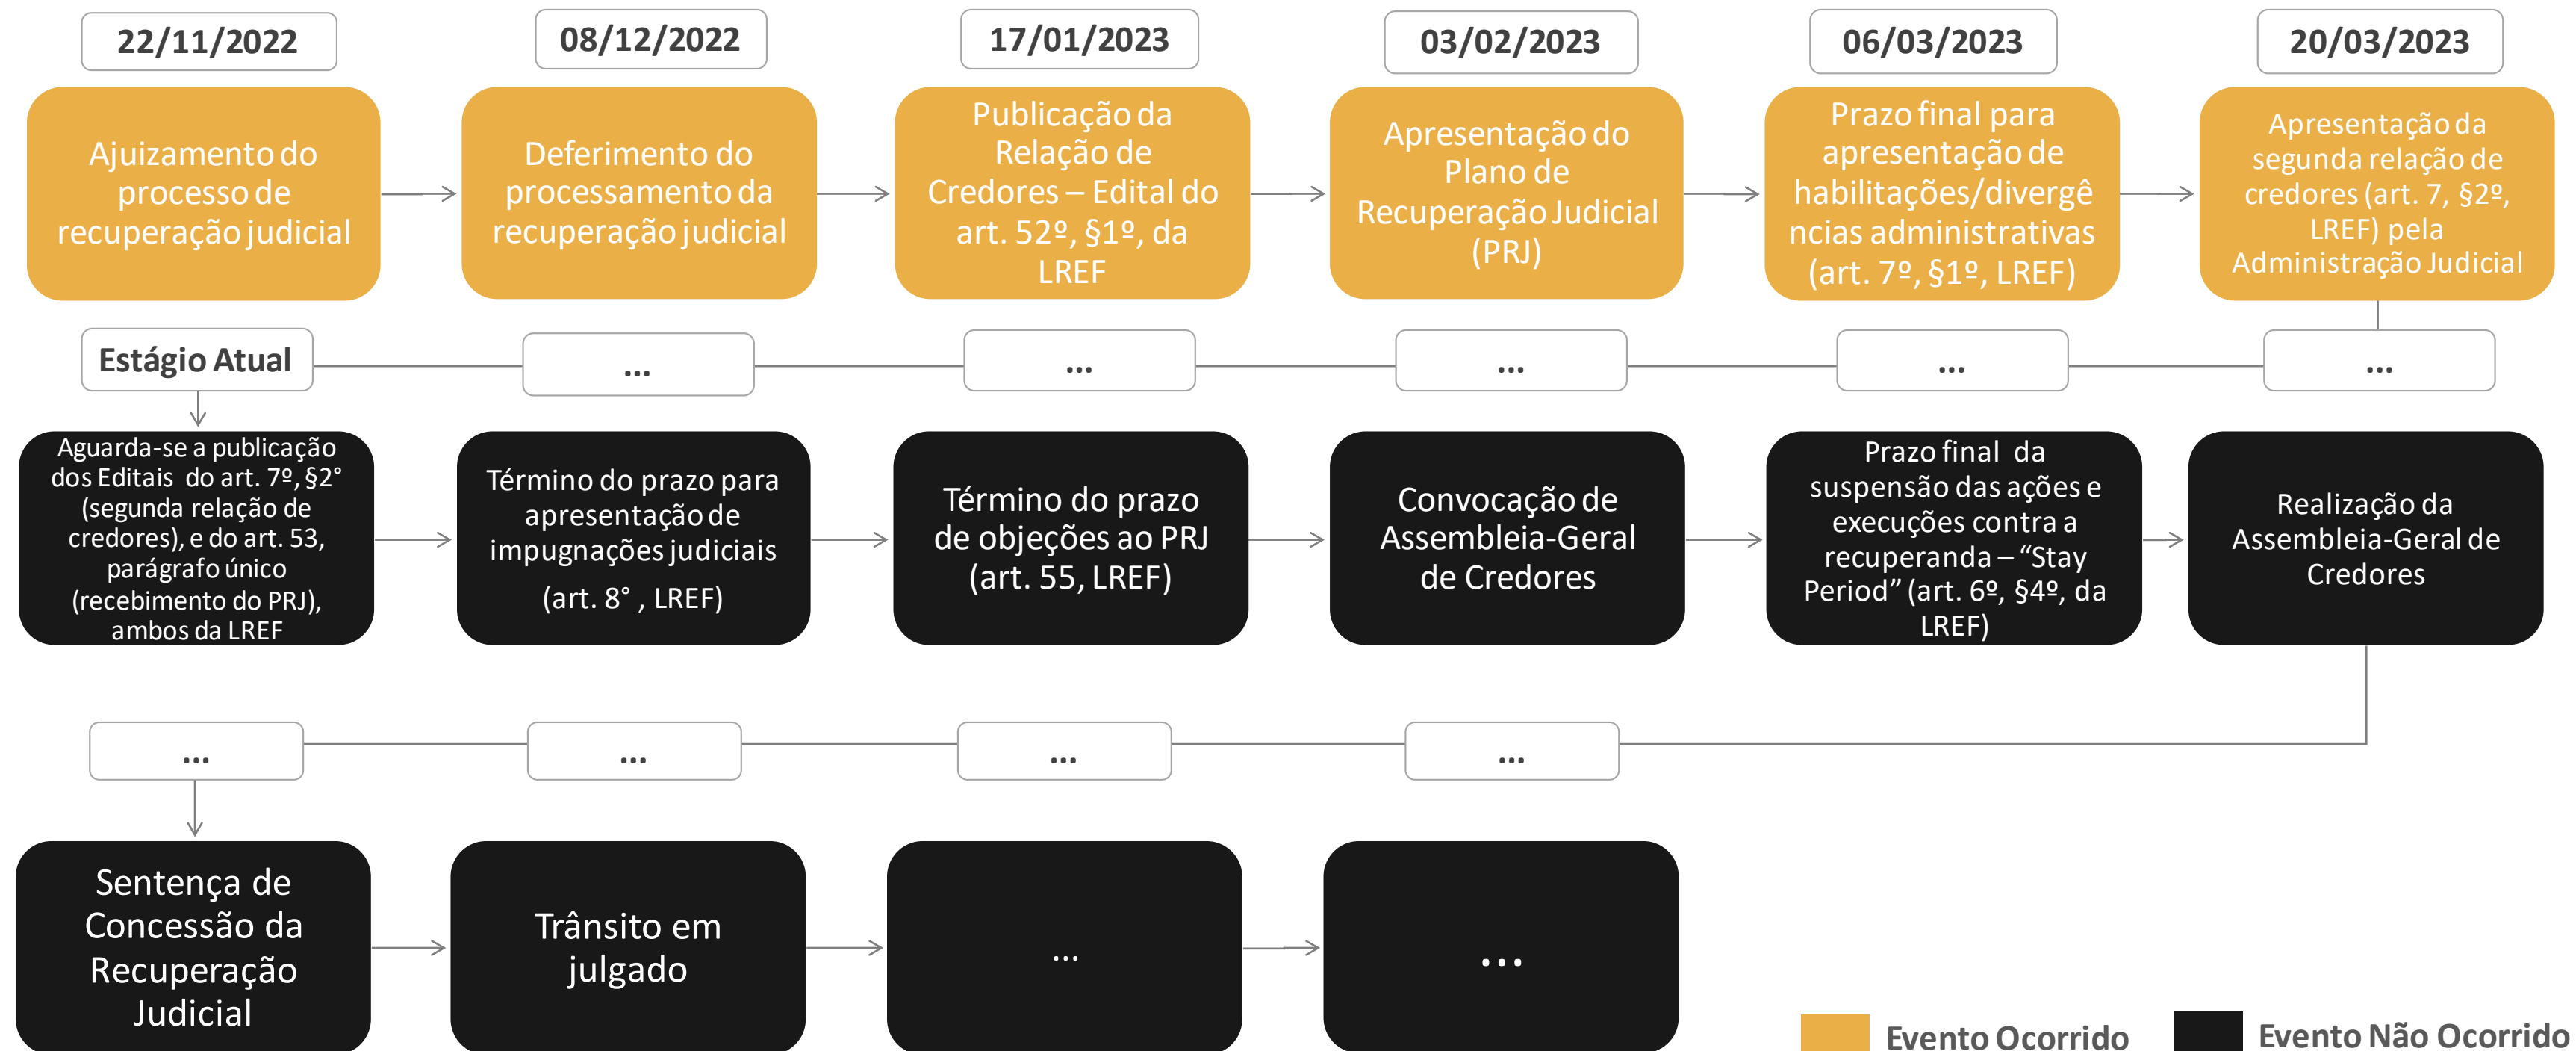 22/11/2022
08/12/2022
17/01/2023
03/02/2023
06/03/2023
20/03/2023
Ajuizamento do
processo de
recuperação judicial
Deferimento do
processamento da
recuperação judicial
Publicação da
Relação de
Credores – Edital do
art. 52º, §1º, da
LREF
Apresentação do
Plano de
Recuperação Judicial
(PRJ)
Prazo final para
apresentação de
habilitações/divergê
ncias administrativas
(art. 7º, §1º, LREF)
Apresentação da
segunda relação de
credores (art. 7, §2º,
LREF) pela
Administração Judicial
Estágio Atual
...
...
...
...
...
Aguarda-se a publicação
dos Editais do art. 7º, §2°
(segunda relação de
credores), e do art. 53,
parágrafo único
(recebimento do PRJ),
ambos da LREF
Término do prazo para
apresentação de
impugnações judiciais
(art. 8° , LREF)
Término do prazo
de objeções ao PRJ
(art. 55, LREF)
Convocação de
Assembleia-Geral
de Credores
Prazo final da
suspensão das ações e
execuções contra a
recuperanda – “Stay
Period” (art. 6º, §4º, da
LREF)
Realização da
Assembleia-Geral de
Credores
...
...
...
...
Sentença de
Concessão da
Recuperação
Judicial
Trânsito em
julgado
...
...
Evento Ocorrido
Evento Não Ocorrido